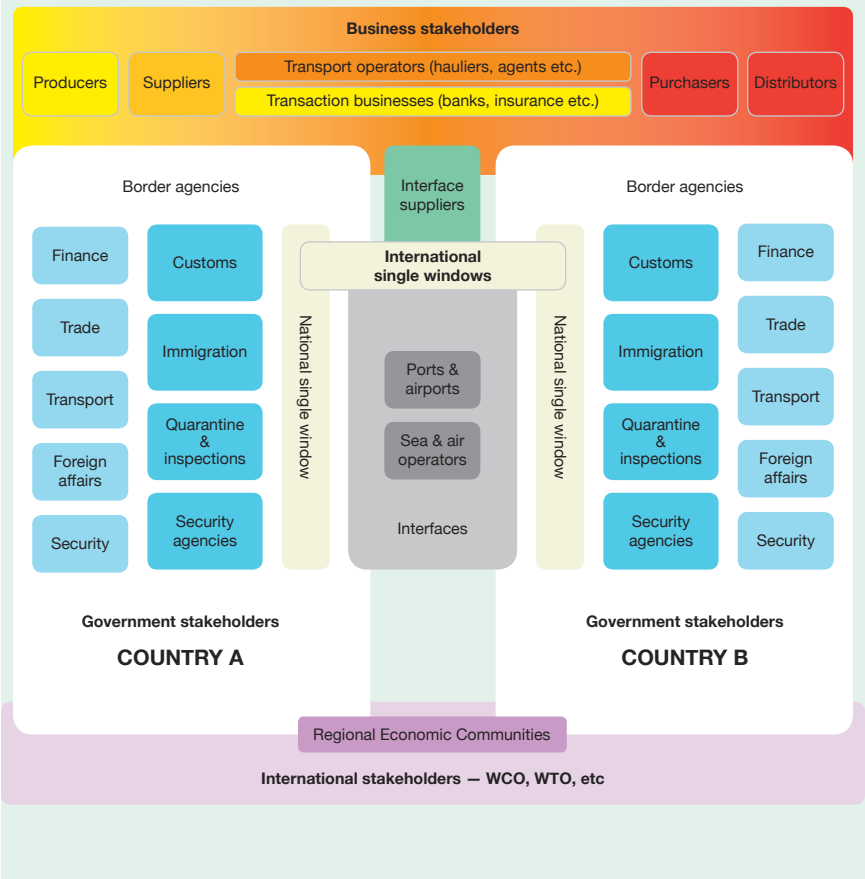 Business stakeholders
Producers
Suppliers
Transport operators (hauliers, agents etc.)
Transaction businesses (banks, insurance etc.)
Purchasers
Distributors
Border agencies
Finance
Trade
Transport
Foreign
affairs
Security
Customs
Immigration
Quarantine
&
inspections
Security
agencies
National single window
Government stakeholders
COUNTRY A
Interface
suppliers
International
single windows
Ports &
airports
Sea & air
operators
Interfaces
Border agencies
National single window
Customs
Immigration
Quarantine
&
inspections
Security
agencies
Finance
Trade
Transport
Foreign
affairs
Security
Government stakeholders
COUNTRY B
Regional Economic Communities
International stakeholders — WCO, WTO, etc